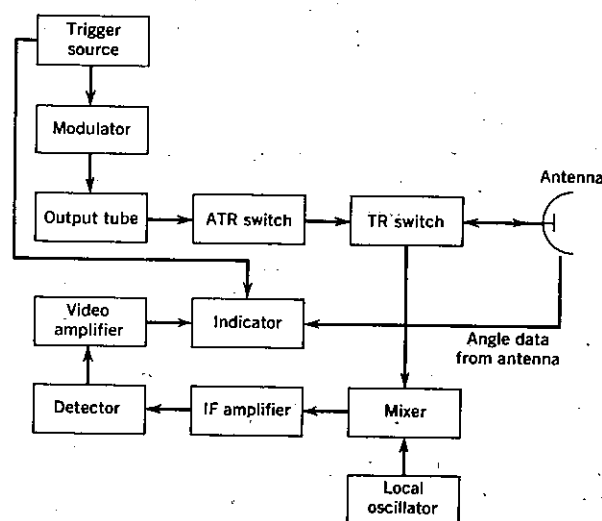 Trigger
source
Modulator
Antenna
Output tube
ATR switch
TR switch
Video
amplifier
Indicator
Angle data
from antenna
Detector
IF amplifier
Mixer
Local
oscillator